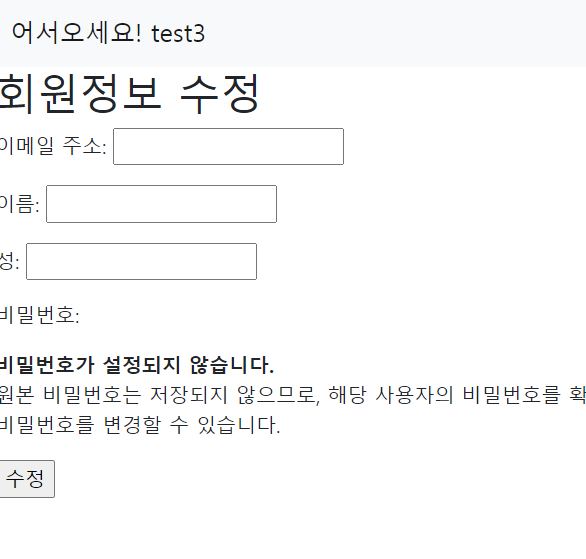 어서오세요! test3
회원정보 수정
이메일 주소:
이름:
성:
비밀번호:
비밀번호가 설정되지 않습니다.
원본 비밀번호는 저장되지 않으므로, 해당 사용자의 비밀번호를 확
비밀번호를 변경할 수 있습니다.
수정